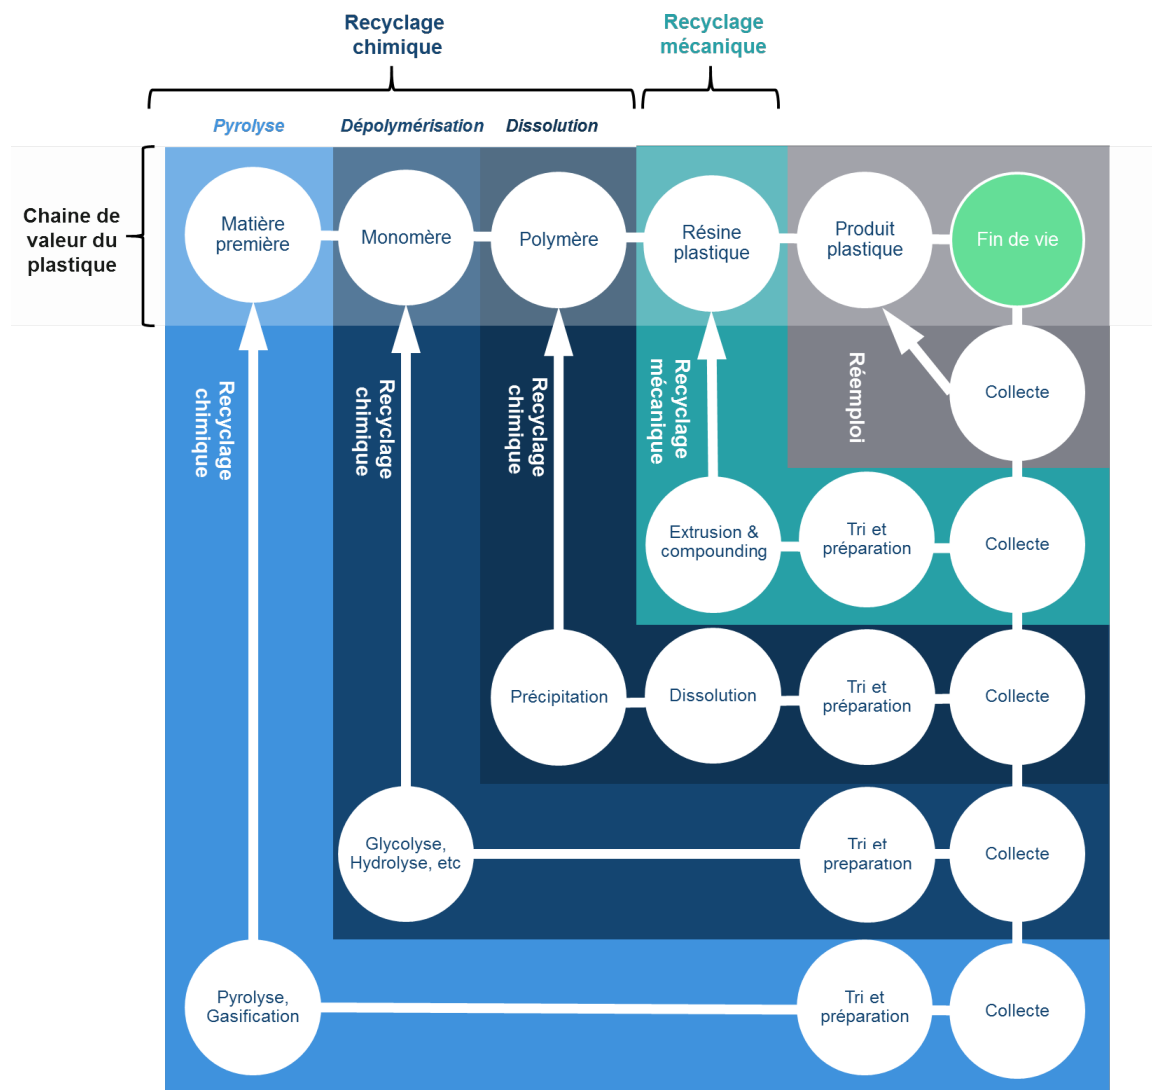 Recyclage
chimique
Recyclage
mécanique
Pyrolyse
Dépolymérisation
Dissolution
Chaine de
valeur du
plastique
Matière
première
Monomère
Polymère
Résine
plastique
Produit
plastique
Fin de vie
Recyclage
chimique
Recyclage
chimique
Recyclage
chimique
Recyclage
mécanique
Réemploi
Collecte
Extrusion &
compounding
Tri et
préparation
Collecte
Précipitation
Dissolution
Tri et
préparation
Collecte
Glycolyse,
Hydrolyse, etc
Tri et
préparation
Collecte
Pyrolyse,
Gasification
Tri et
préparation
Collecte